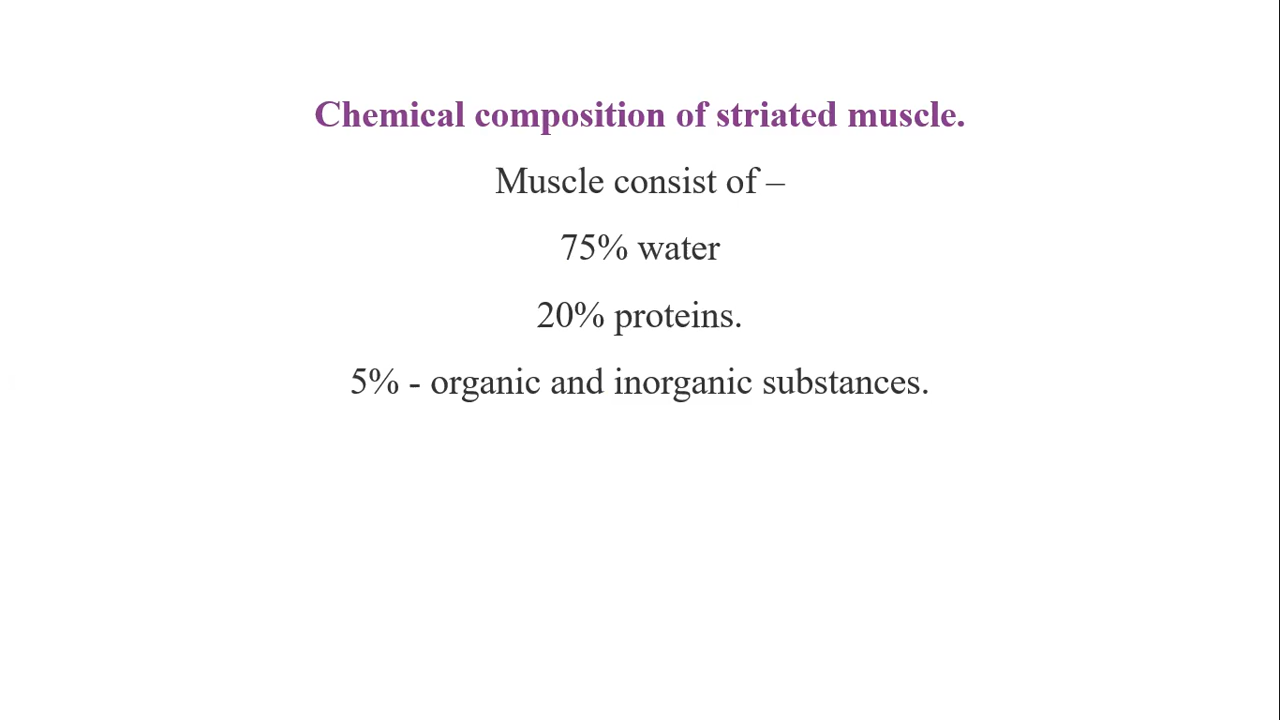 Chemical composition of striated muscle.
Muscle consist of –
75% water
20% proteins.
5% - organic and inorganic substances.